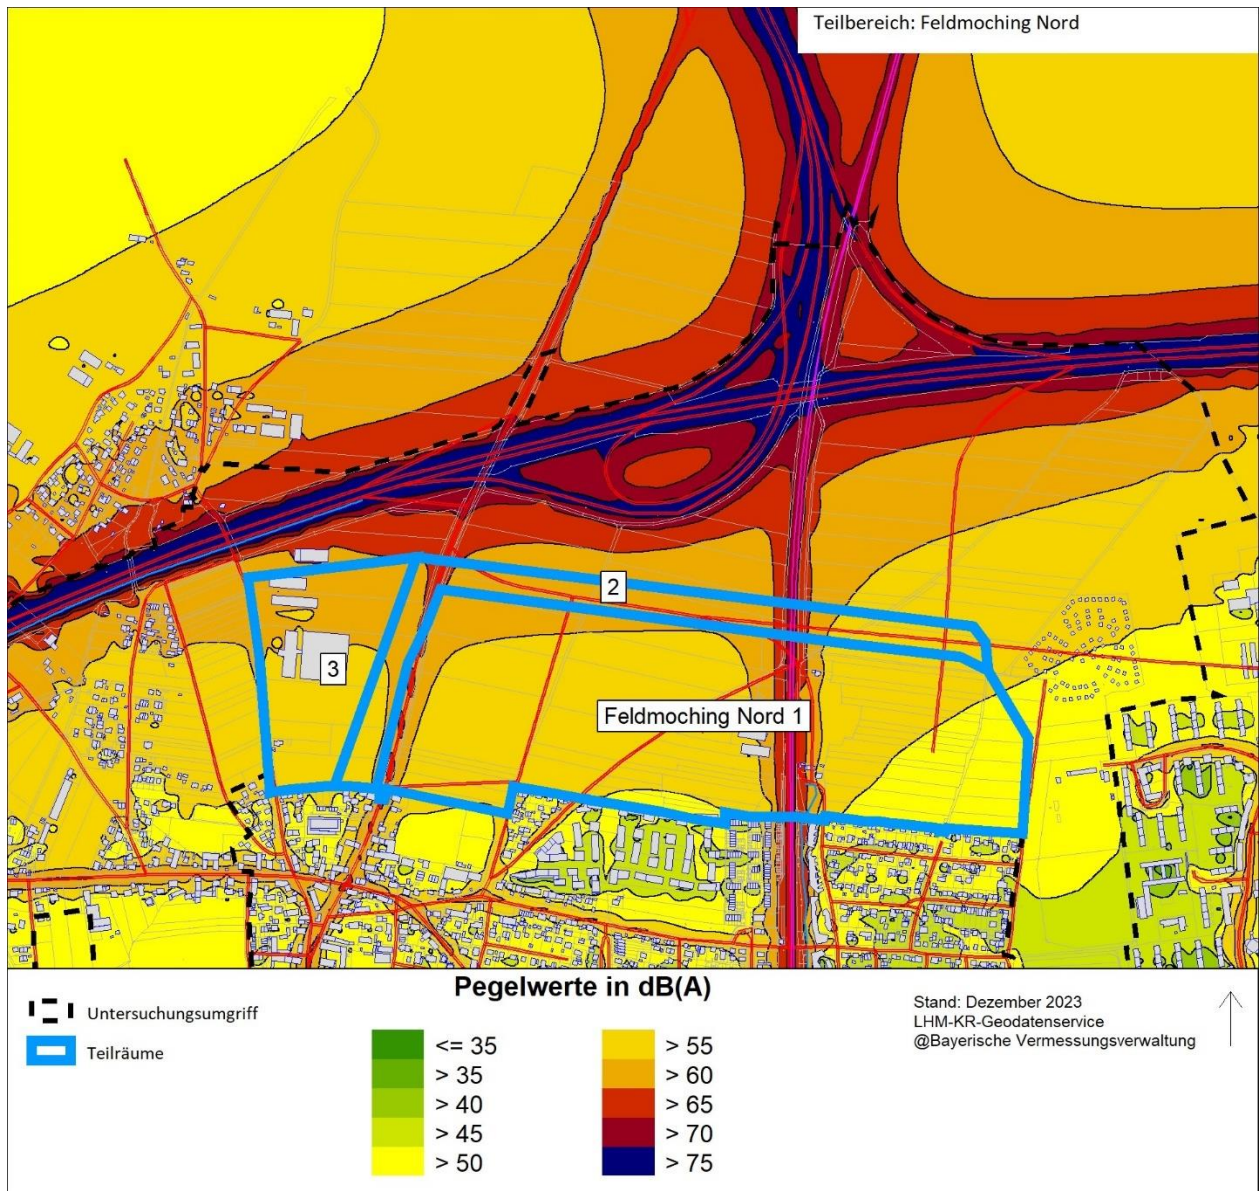 Teilbereich: Feldmoching Nord
2
3
Feldmoching Nord 1
Pegelwerte in dB(A)
Untersuchungsumgriff
Teilräume
<= 35
> 35
> 40
> 45
> 50
> 55
> 60
> 65
> 70
> 75
Stand: Dezember 2023
LHM-KR-Geodatenservice
@Bayerische Vermessungsverwaltung